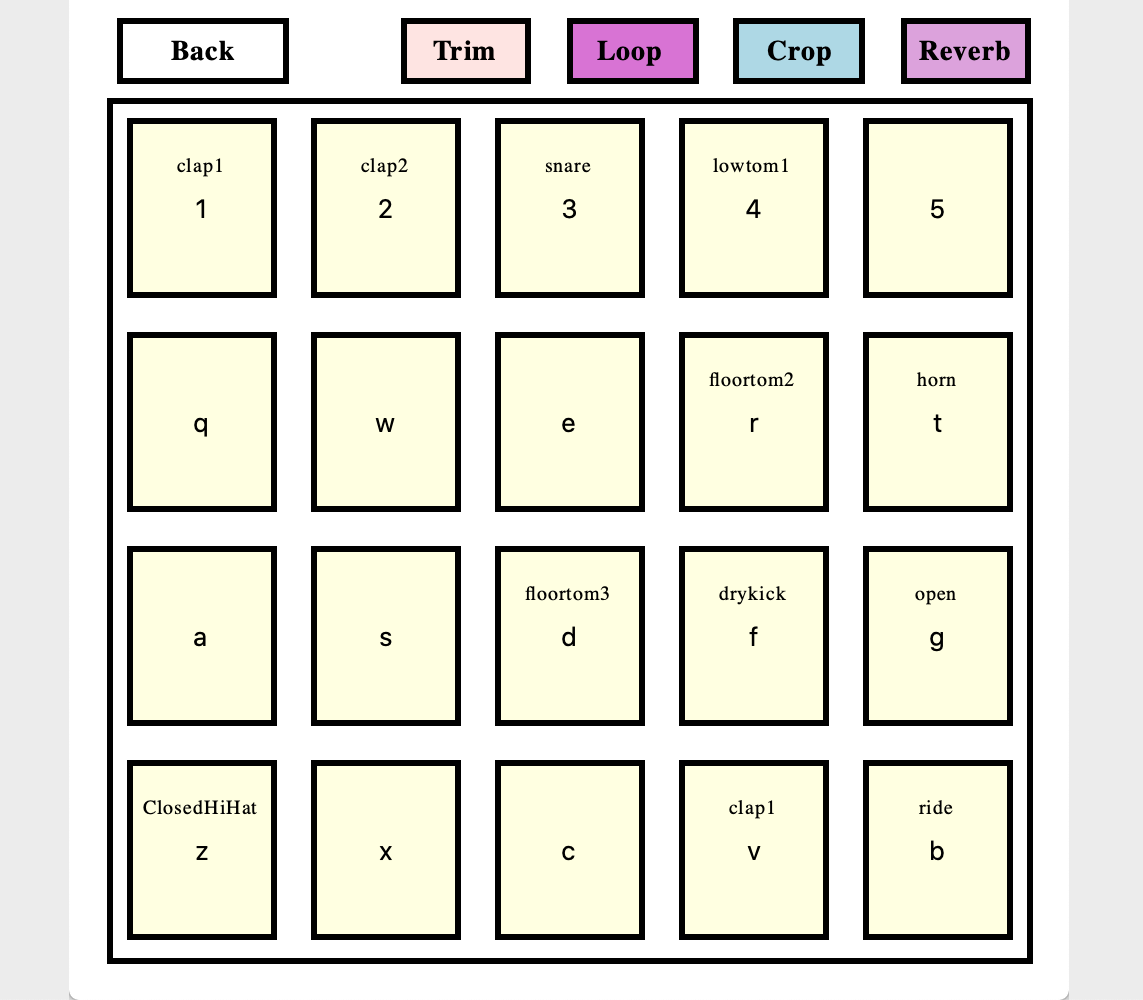 Back Trim Loop Crop Reverb
clap1 clap2 snare lowtom1
1 2 3 4 5
floortom2 horn
q w e r t
floortom3 drykick open
a s d f g
ClosedHiHat clap1 ride
z x c v b